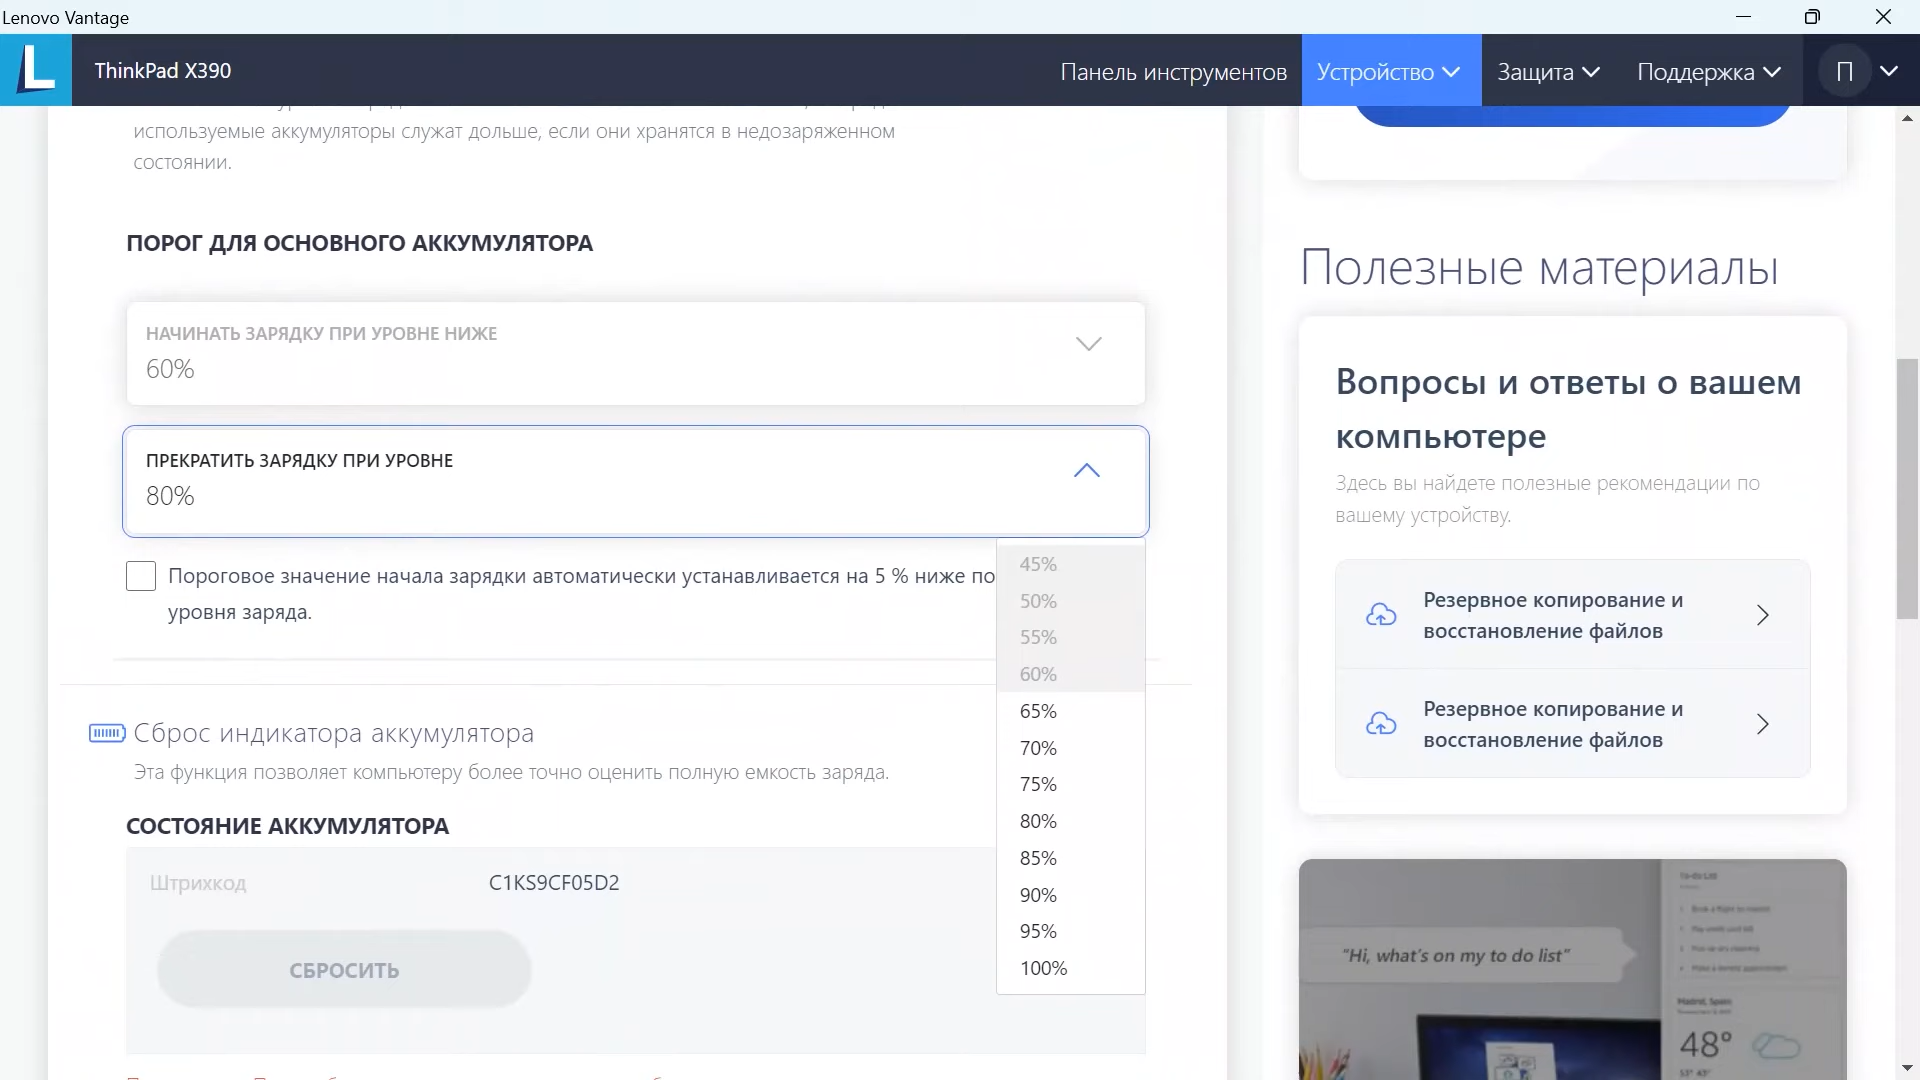 Lenovo Vantage
ThinkPad X390
Панель инструментов
Устройство
Защита
Поддержка
П
используемые аккумуляторы служат дольше, если они хранятся в недозаряженном
состоянии.
ПОРОГ ДЛЯ ОСНОВНОГО АККУМУЛЯТОРА
НАЧИНАТЬ ЗАРЯДКУ ПРИ УРОВНЕ НИЖЕ
60%
ПРЕКРАТИТЬ ЗАРЯДКУ ПРИ УРОВНЕ
80%
Пороговое значение начала зарядки автоматически устанавливается на 5 % ниже по
уровня заряда.
45%
50%
55%
60%
65%
70%
75%
80%
85%
90%
95%
100%
Сброс индикатора аккумулятора
Эта функция позволяет компьютеру более точно оценить полную емкость заряда.
СОСТОЯНИЕ АККУМУЛЯТОРА
Штрихкод C1KS9CF05D2
СБРОСИТЬ
Полезные материалы
Вопросы и ответы о вашем
компьютере
Здесь вы найдете полезные рекомендации по
вашему устройству.
Резервное копирование и
восстановление файлов
Резервное копирование и
восстановление файлов
"Hi, what's on my to do list"
To-do List
Madrid, Spain
48°